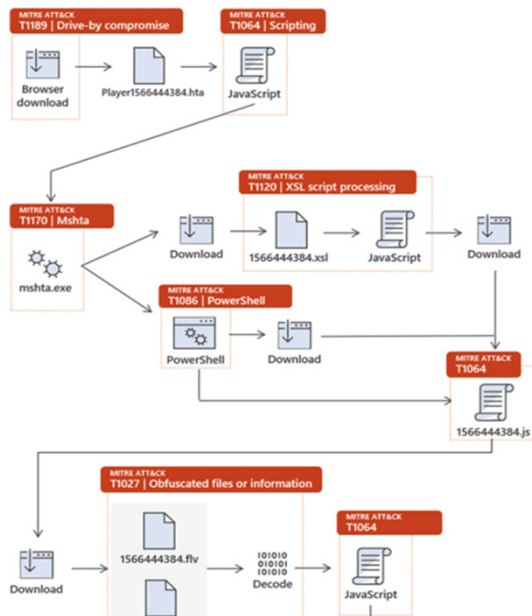 MITRE ATT&CK
T1189 | Drive-by compromise
MITRE ATT&CK
T1064 | Scripting
Browser
download
Player1566444384.hta
JavaScript
MITRE ATT&CK
T1170 | Mshta
mshta.exe
MITRE ATT&CK
T1120 | XSL script processing
Download
1566444384.xsl
JavaScript
Download
MITRE ATT&CK
T1086 | PowerShell
PowerShell
Download
MITRE ATT&CK
T1064
1566444384.js
MITRE ATT&CK
T1027 | Obfuscated files or information
Download
1566444384.flv
101010
010101
101010
Decode
MITRE ATT&CK
T1064
JavaScript